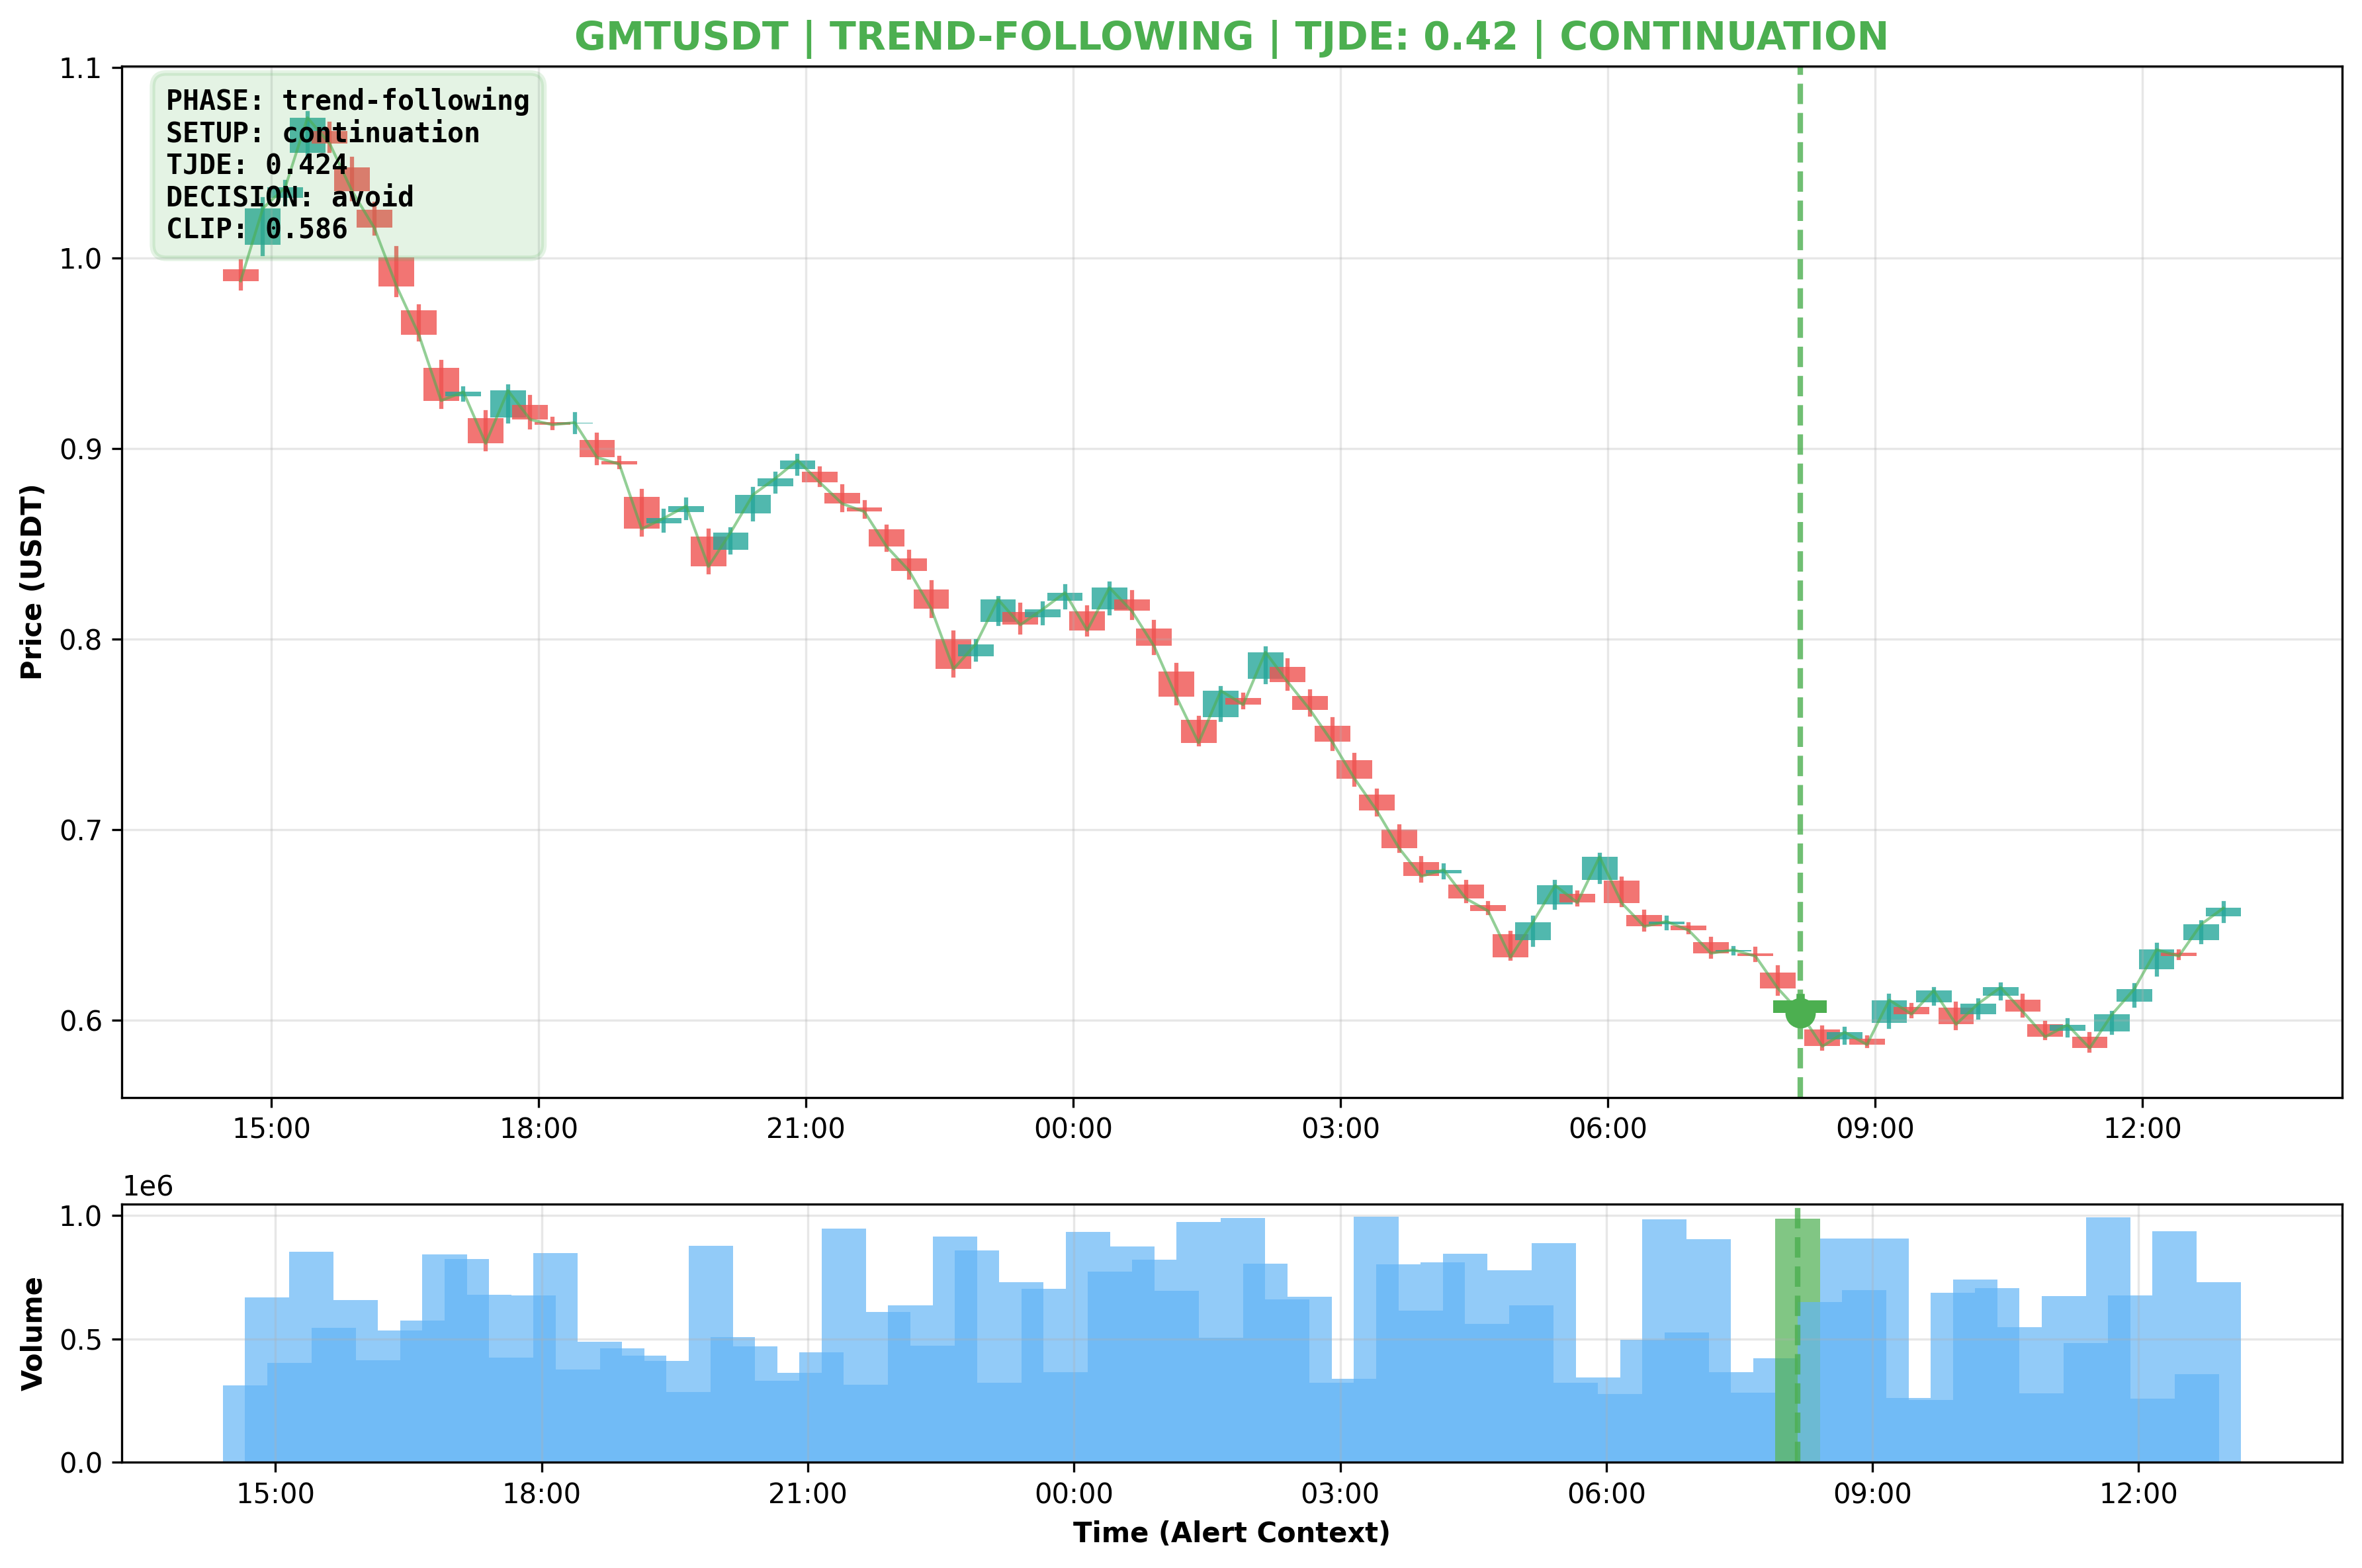 GMTUSDT | TREND-FOLLOWING | TJDE: 0.42 | CONTINUATION
PHASE: trend-following
SETUP: continuation
TJDE: 0.424
DECISION: avoid
CLIP: 0.586
Price (USDT)
1.1
1.0
0.9
0.8
0.7
0.6
15:00 18:00 21:00 00:00 03:00 06:00 09:00 12:00
1e6
Volume
1.0
0.5
0.0
15:00 18:00 21:00 00:00 03:00 06:00 09:00 12:00
Time (Alert Context)